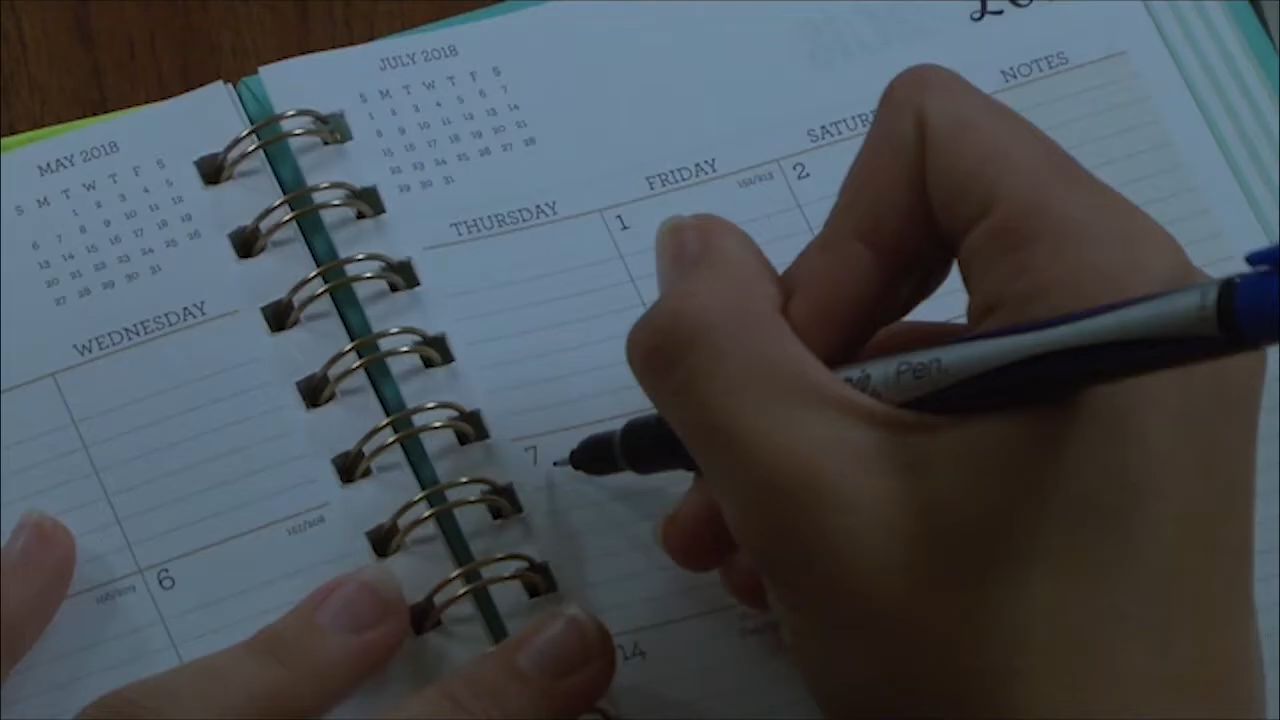 MAY 2018
S M T W T F S
1 2 3 4 5
6 7 8 9 10 11 12
13 14 15 16 17 18 19
20 21 22 23 24 25 26
27 28 29 30 31
WEDNESDAY
6
JULY 2018
S M T W T F S
1 2 3 4 5 6 7
8 9 10 11 12 13 14
15 16 17 18 19 20 21
22 23 24 25 26 27 28
29 30 31
THURSDAY
FRIDAY
NOTES
1
152/213
2
7
14
157/208
Pen.